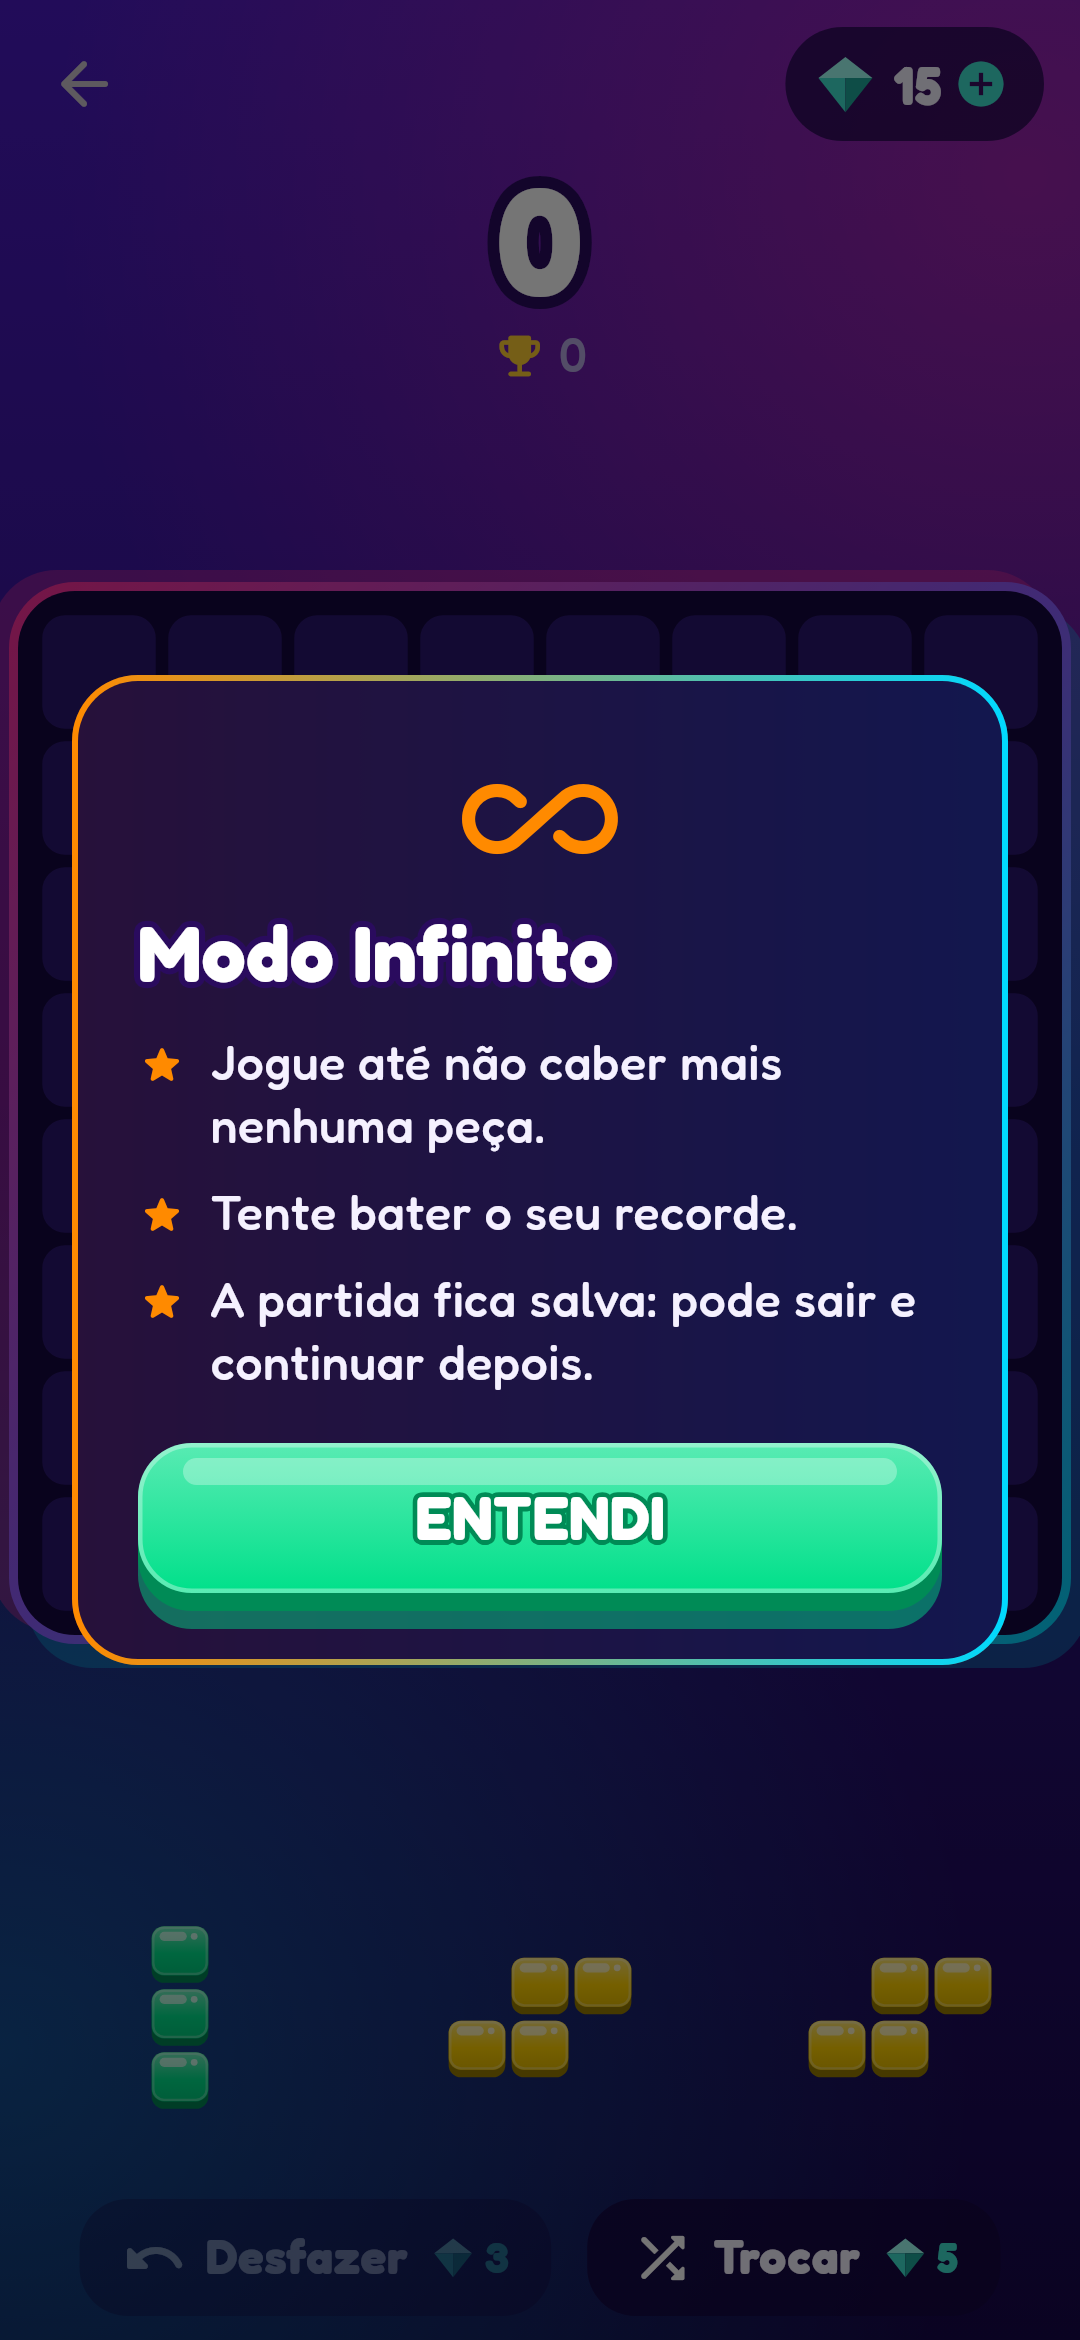 15
0
0
Modo Infinito
Jogue até não caber mais
nenhuma peça.
Tente bater o seu recorde.
A partida fica salva: pode sair e
continuar depois.
ENTENDI
Desfazer 3
Trocar 5